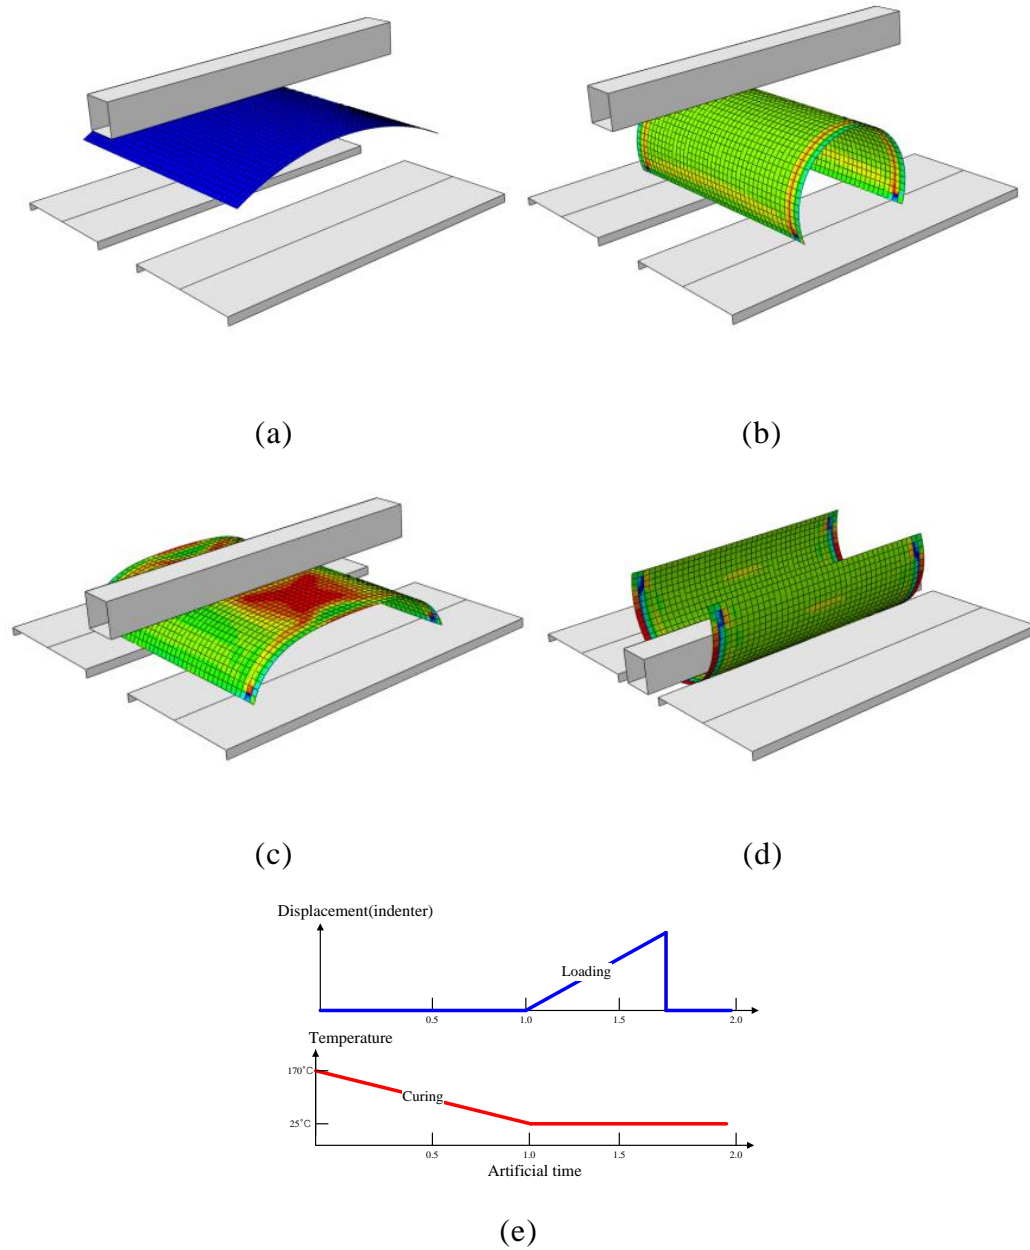 (a)
(b)
(c)
(d)
Displacement(indenter)
Loading
0.5
1.0
1.5
2.0
Temperature
170°C
Curing
25°C
0.5
1.0
1.5
2.0
Artificial time
(e)